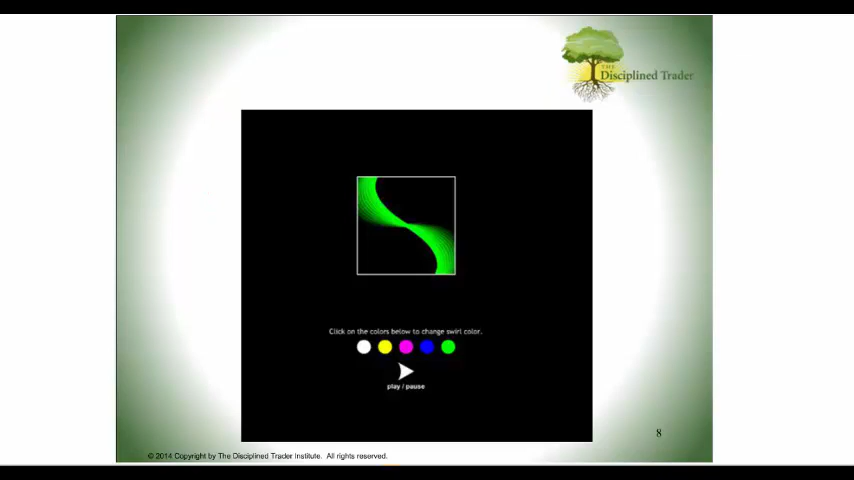 THE
Disciplined Trader
Click on the colors below to change swirl color.
play / pause
8
© 2014 Copyright by The Disciplined Trader Institute. All rights reserved.